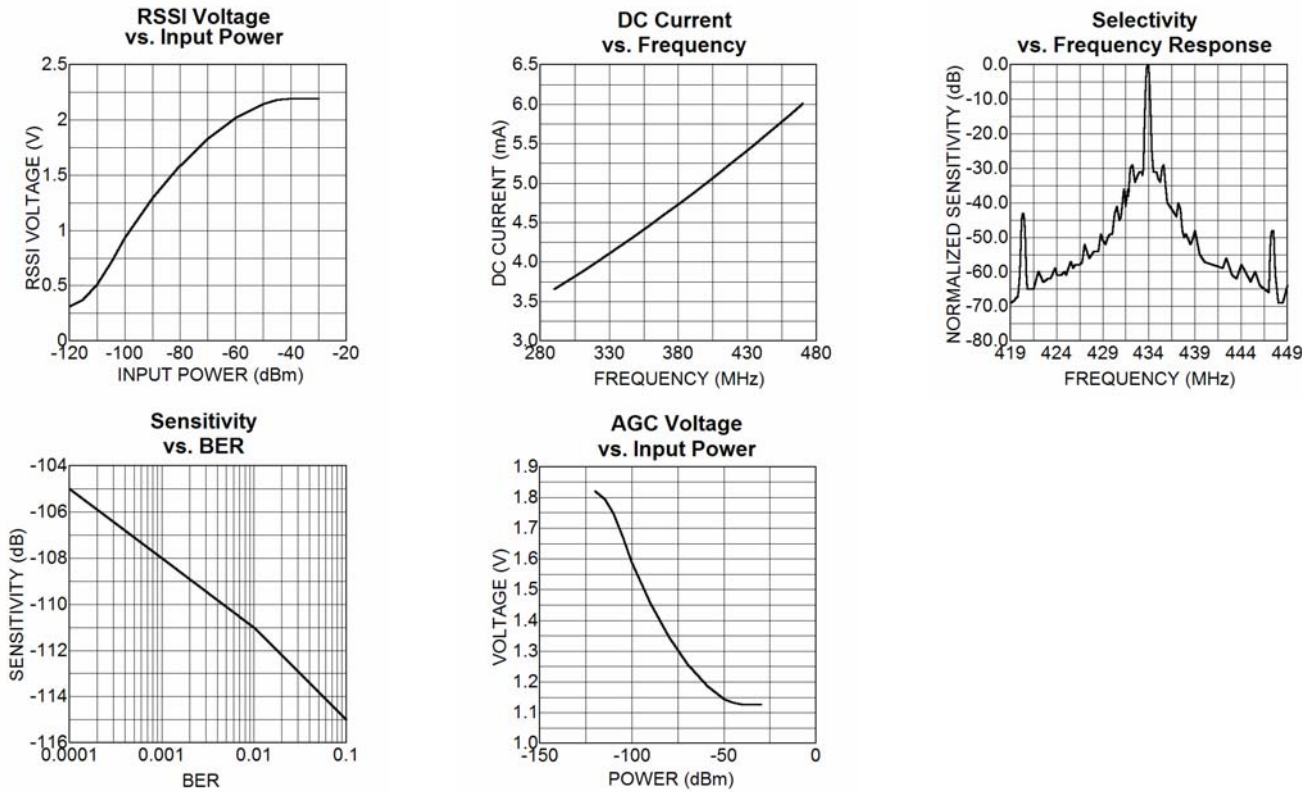 RSSI Voltage
vs. Input Power
RSSI VOLTAGE (V)
2.5
2
1.5
1
0.5
0
-120 -100 -80 -60 -40 -20
INPUT POWER (dBm)
DC Current
vs. Frequency
DC CURRENT (mA)
6.5
6.0
5.5
5.0
4.5
4.0
3.5
3.0
280 330 380 430 480
FREQUENCY (MHz)
Selectivity
vs. Frequency Response
NORMALIZED SENSITIVITY (dB)
0.0
-10.0
-20.0
-30.0
-40.0
-50.0
-60.0
-70.0
-80.0
419 424 429 434 439 444 449
FREQUENCY (MHz)
Sensitivity
vs. BER
SENSITIVITY (dB)
-104
-106
-108
-110
-112
-114
-116
0.0001 0.001 0.01 0.1
BER
AGC Voltage
vs. Input Power
VOLTAGE (V)
1.9
1.8
1.7
1.6
1.5
1.4
1.3
1.2
1.1
1.0
-150 -100 -50 0
POWER (dBm)